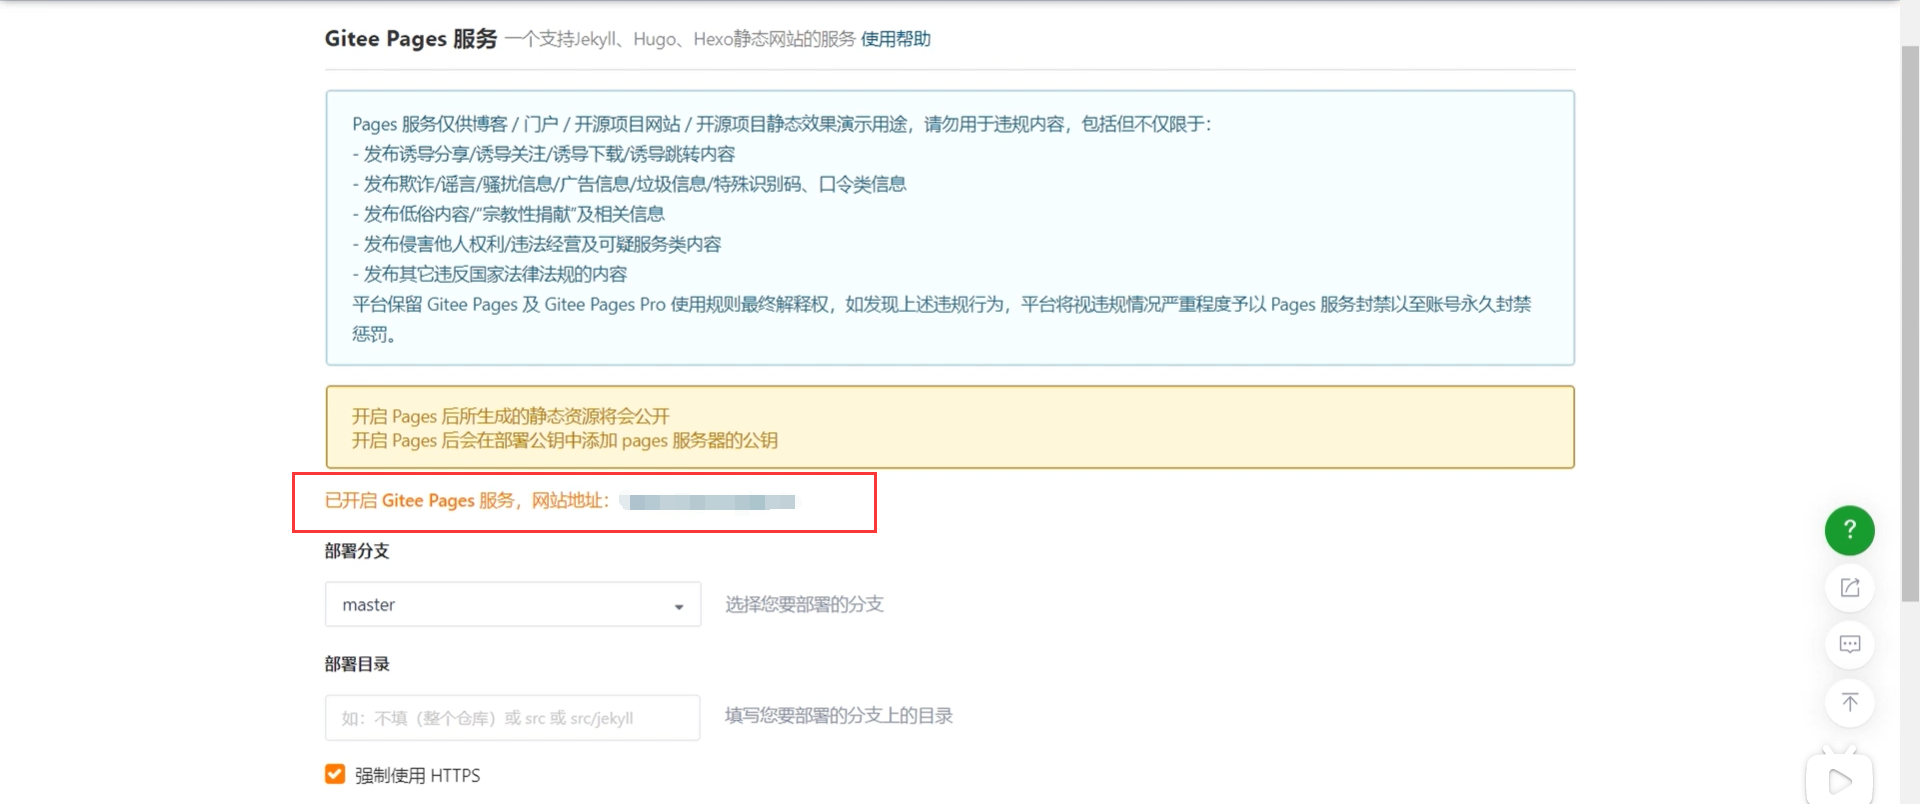 Gitee Pages 服务 一个支持Jekyll、Hugo、Hexo静态网站的服务 使用帮助
Pages 服务仅供博客 / 门户 / 开源项目网站 / 开源项目静态效果演示用途，请勿用于违规内容，包括但不仅限于：
- 发布诱导分享/诱导关注/诱导下载/诱导跳转内容
- 发布欺诈/谣言/骚扰信息/广告信息/垃圾信息/特殊识别码、口令类信息
- 发布低俗内容/“宗教性捐献”及相关信息
- 发布侵害他人权利/违法经营及可疑服务类内容
- 发布其它违反国家法律法规的内容
平台保留 Gitee Pages 及 Gitee Pages Pro 使用规则最终解释权，如发现上述违规行为，平台将视违规情况严重程度予以 Pages 服务封禁以至账号永久封禁
惩罚。
开启 Pages 后所生成的静态资源将会公开
开启 Pages 后会在部署公钥中添加 pages 服务器的公钥
已开启 Gitee Pages 服务，网站地址：
部署分支
master 选择您要部署的分支
部署目录
如：不填（整个仓库）或 src 或 src/jekyll 填写您要部署的分支上的目录
强制使用 HTTPS
?